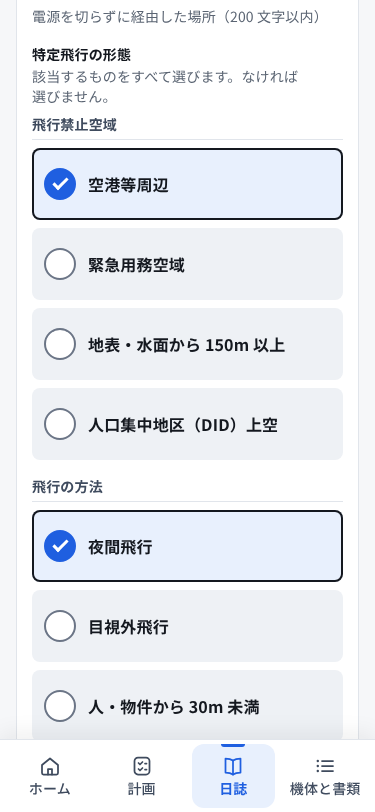 電源を切らずに経由した場所（200 文字以内）
特定飛行の形態
該当するものをすべて選びます。なければ
選びません。
飛行禁止空域
空港等周辺
緊急用務空域
地表・水面から 150m 以上
人口集中地区（DID）上空
飛行の方法
夜間飛行
目視外飛行
人・物件から 30m 未満
ホーム
計画
日誌
機体と書類